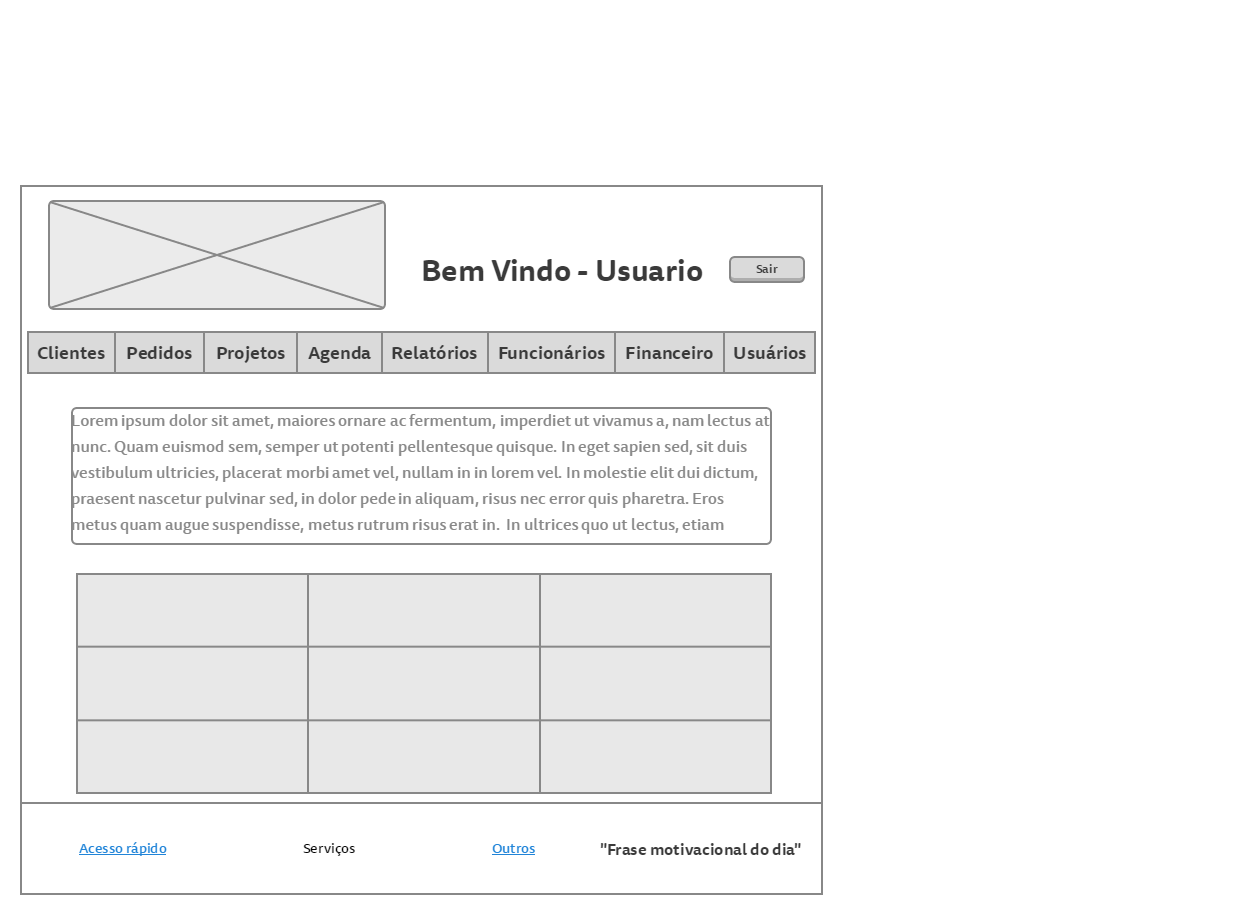 Bem Vindo - Usuario
Sair
Clientes Pedidos Projetos Agenda Relatórios Funcionários Financeiro Usuários
Lorem ipsum dolor sit amet, maiores ornare ac fermentum, imperdiet ut vivamus a, nam lectus at
nunc. Quam euismod sem, semper ut potenti pellentesque quisque. In eget sapien sed, sit duis
vestibulum ultricies, placerat morbi amet vel, nullam in in lorem vel. In molestie elit dui dictum,
praesent nascetur pulvinar sed, in dolor pede in aliquam, risus nec error quis pharetra. Eros
metus quam augue suspendisse, metus rutrum risus erat in.  In ultrices quo ut lectus, etiam
Acesso rápido Serviços Outros "Frase motivacional do dia"